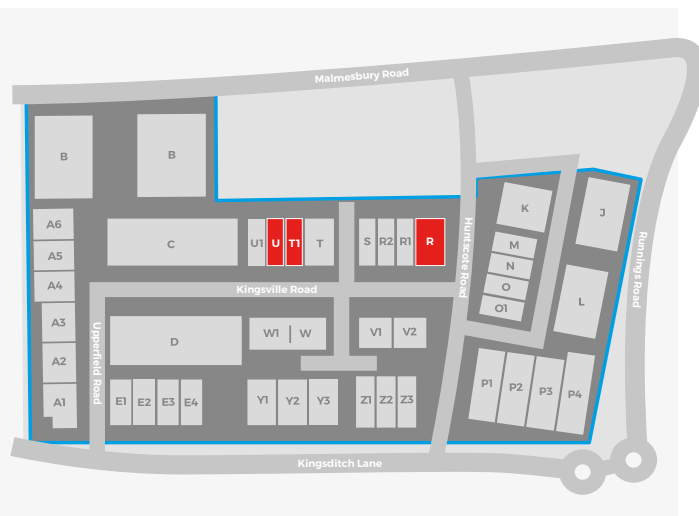 Malmesbury Road
B
B
K
J
A6
A5
A4
A3
A2
A1
C
U1
U
T1
T
S
R2
R1
R
Huntscote Road
M
N
O
O1
L
Runnings Road
Kingsville Road
Upperfield Road
D
W1
W
V1
V2
E1
E2
E3
E4
Y1
Y2
Y3
Z1
Z2
Z3
P1
P2
P3
P4
Kingsditch Lane